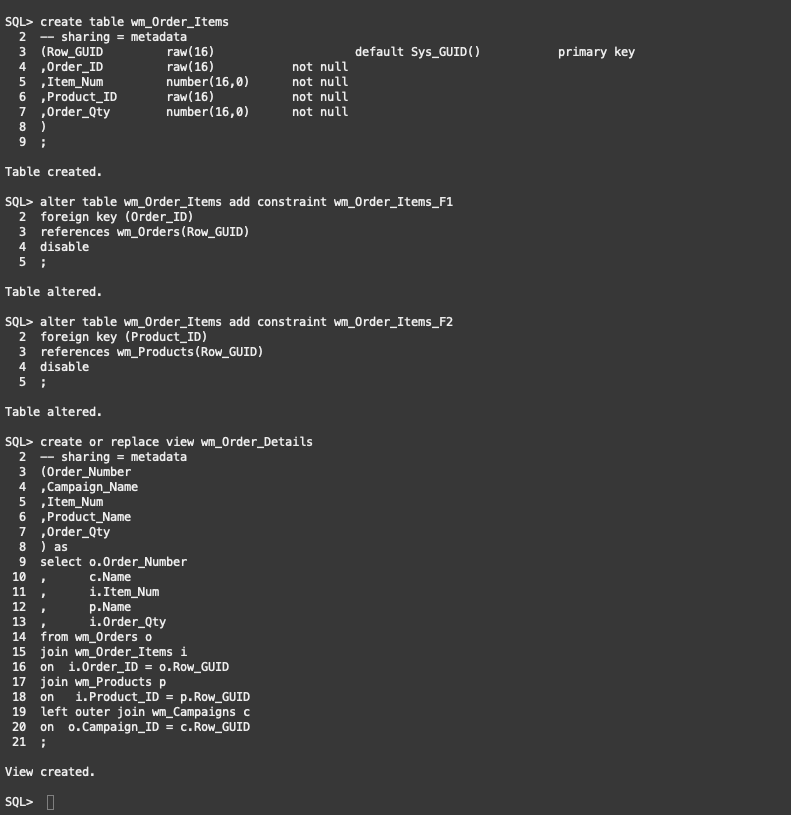 SQL> create table wm_Order_Items
  2  -- sharing = metadata
  3  (Row_GUID         raw(16)                    default Sys_GUID()           primary key
  4  ,Order_ID         raw(16)           not null
  5  ,Item_Num         number(16,0)      not null
  6  ,Product_ID       raw(16)           not null
  7  ,Order_Qty        number(16,0)      not null
  8  )
  9  ;
Table created.
SQL> alter table wm_Order_Items add constraint wm_Order_Items_F1
  2  foreign key (Order_ID)
  3  references wm_Orders(Row_GUID)
  4  disable
  5  ;
Table altered.
SQL> alter table wm_Order_Items add constraint wm_Order_Items_F2
  2  foreign key (Product_ID)
  3  references wm_Products(Row_GUID)
  4  disable
  5  ;
Table altered.
SQL> create or replace view wm_Order_Details
  2  -- sharing = metadata
  3  (Order_Number
  4  ,Campaign_Name
  5  ,Item_Num
  6  ,Product_Name
  7  ,Order_Qty
  8  ) as
  9  select o.Order_Number
 10  ,      c.Name
 11  ,      i.Item_Num
 12  ,      p.Name
 13  ,      i.Order_Qty
 14  from wm_Orders o
 15  join wm_Order_Items i
 16  on  i.Order_ID = o.Row_GUID
 17  join wm_Products p
 18  on   i.Product_ID = p.Row_GUID
 19  left outer join wm_Campaigns c
 20  on  o.Campaign_ID = c.Row_GUID
 21  ;
View created.
SQL>